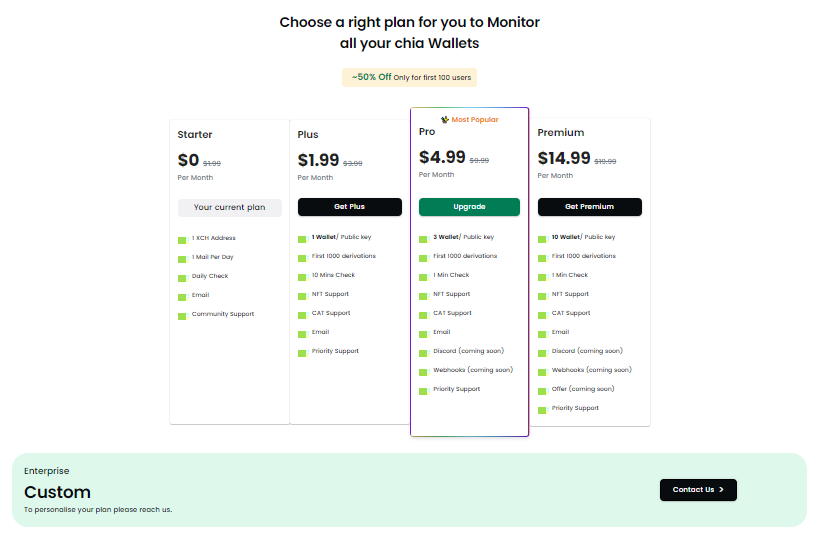 Choose a right plan for you to Monitor
all your chia Wallets
~50% Off Only for first 100 users
Starter
$0 $1.99
Per Month
Your current plan
1 XCH Address
1 Mail Per Day
Daily Check
Email
Community Support
Plus
$1.99 $3.99
Per Month
Get Plus
1 Wallet/ Public key
First 1000 derivations
10 Mins Check
NFT Support
CAT Support
Email
Priority Support
Most Popular
Pro
$4.99 $9.99
Per Month
Upgrade
3 Wallet/ Public key
First 1000 derivations
1 Min Check
NFT Support
CAT Support
Email
Discord (coming soon)
Webhooks (coming soon)
Priority Support
Premium
$14.99 $19.99
Per Month
Get Premium
10 Wallet/ Public key
First 1000 derivations
1 Min Check
NFT Support
CAT Support
Email
Discord (coming soon)
Webhooks (coming soon)
Offer (coming soon)
Priority Support
Enterprise
Custom
To personalise your plan please reach us.
Contact Us